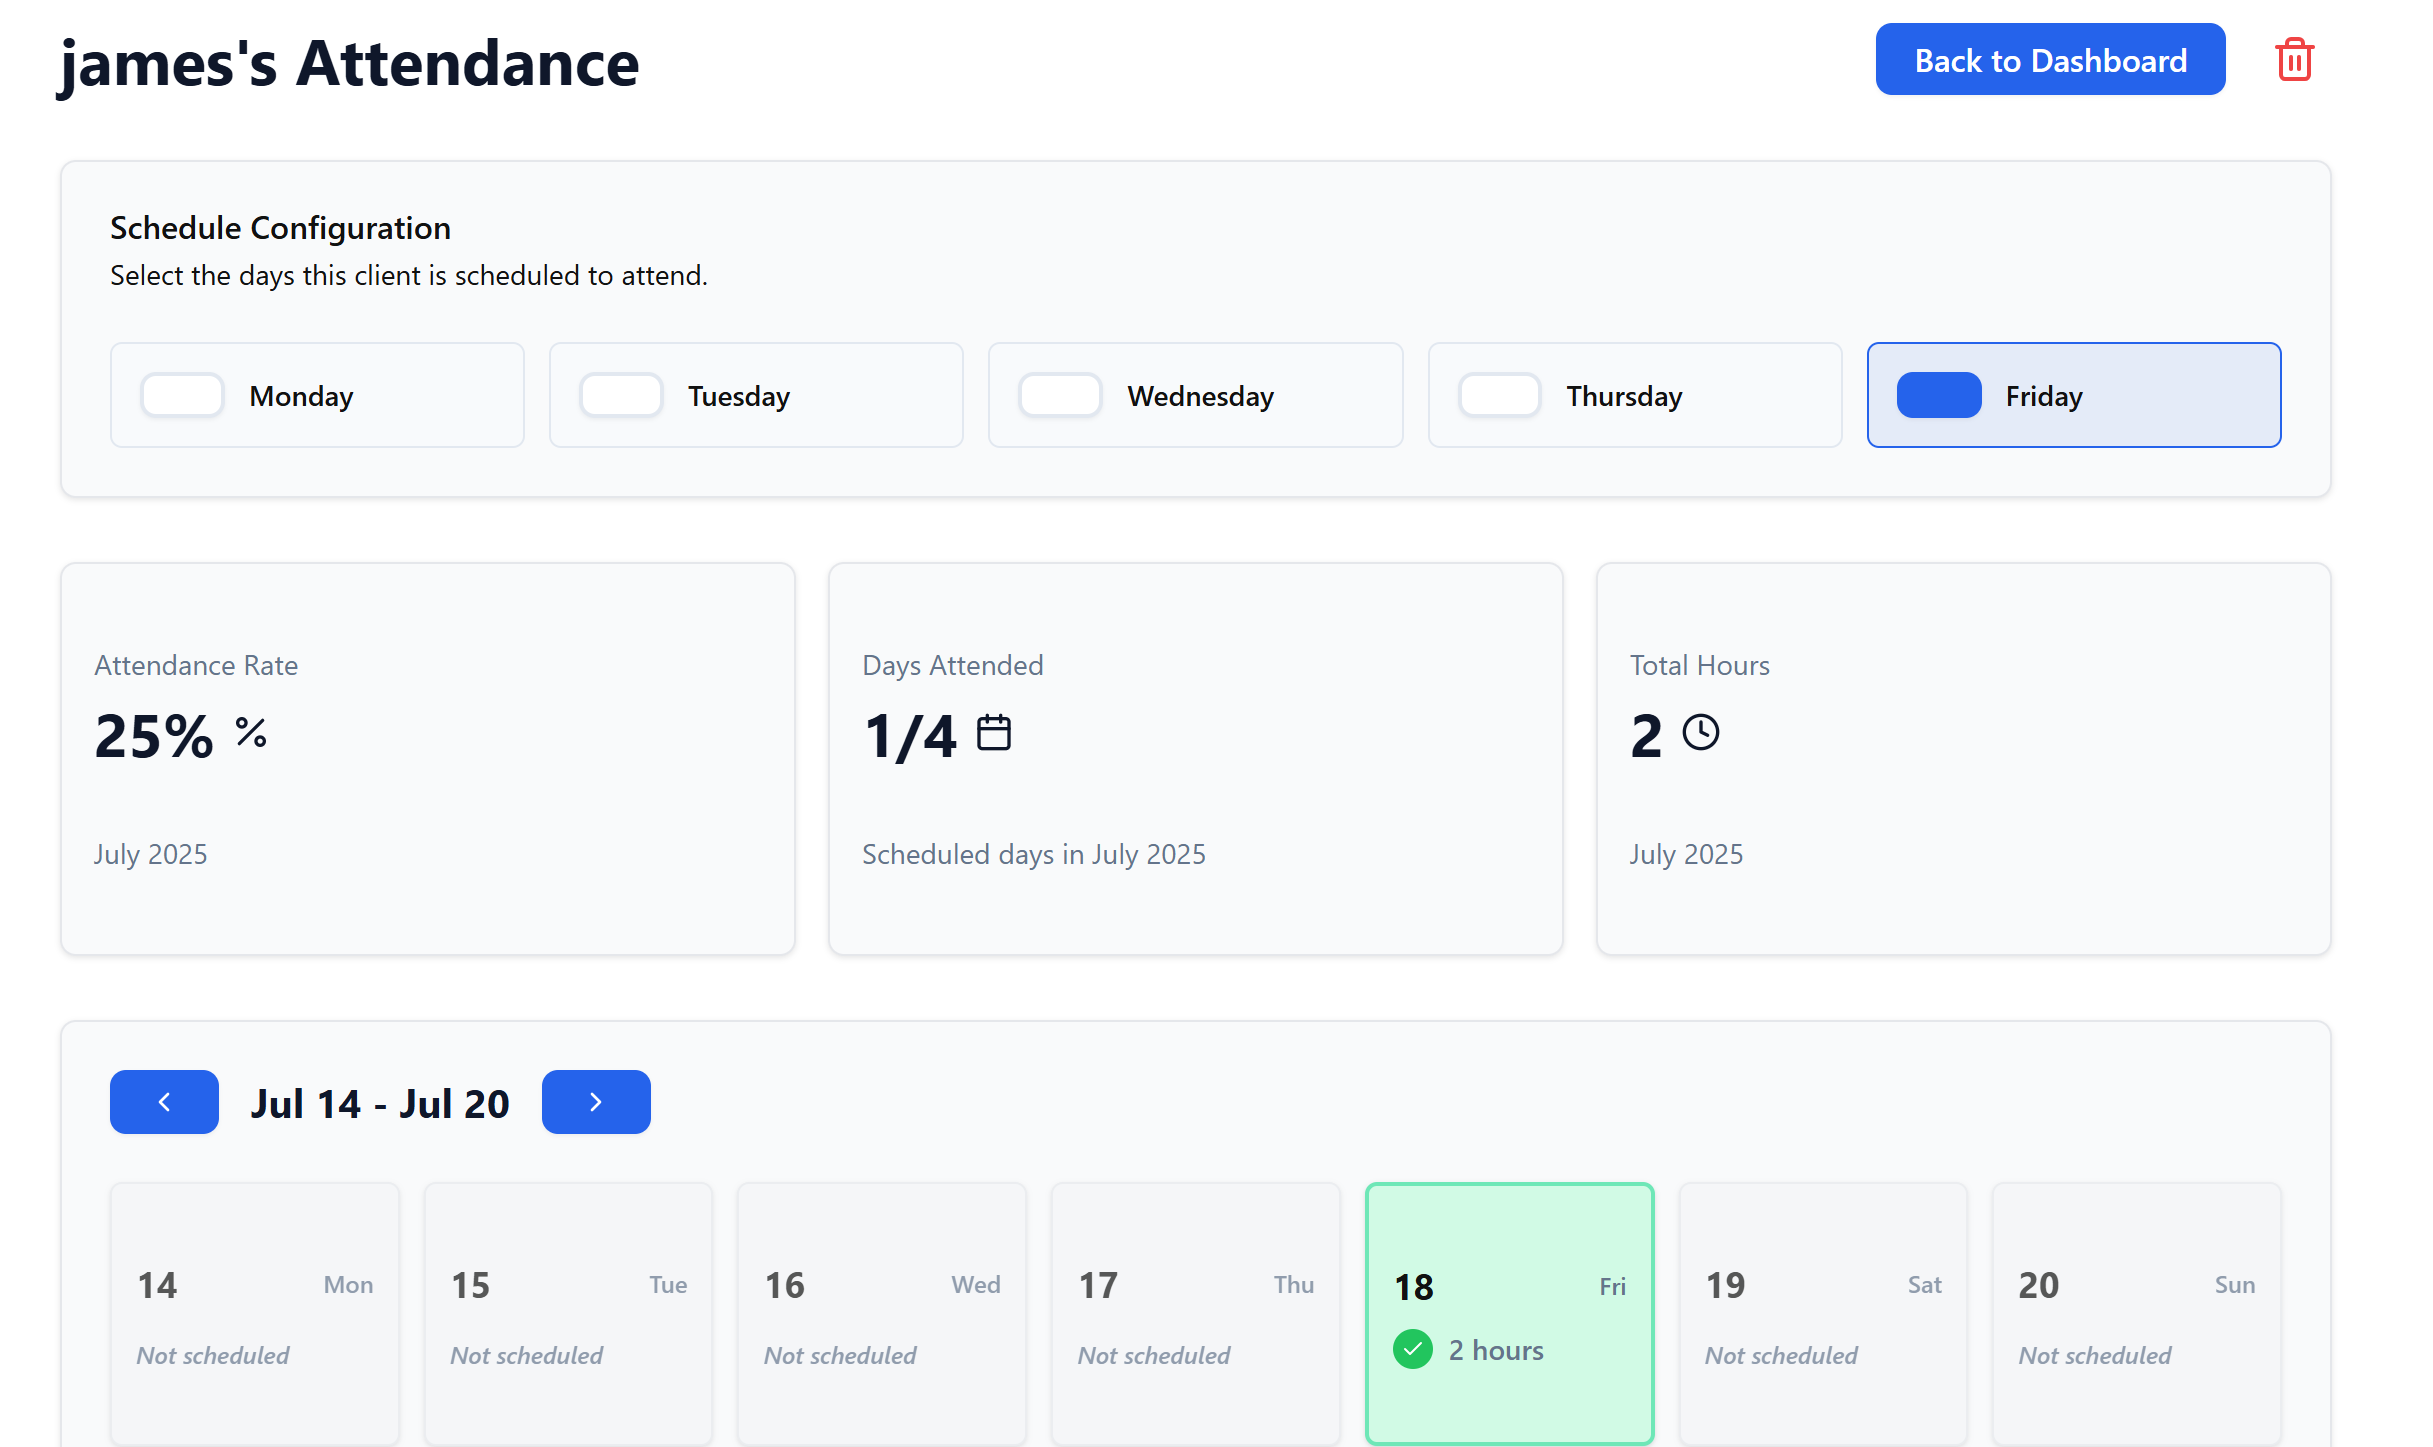 james's Attendance
Back to Dashboard
Schedule Configuration
Select the days this client is scheduled to attend.
Monday
Tuesday
Wednesday
Thursday
Friday
Attendance Rate
25%
July 2025
Days Attended
1/4
Scheduled days in July 2025
Total Hours
2
July 2025
Jul 14 - Jul 20
14 Mon
Not scheduled
15 Tue
Not scheduled
16 Wed
Not scheduled
17 Thu
Not scheduled
18 Fri
2 hours
19 Sat
Not scheduled
20 Sun
Not scheduled